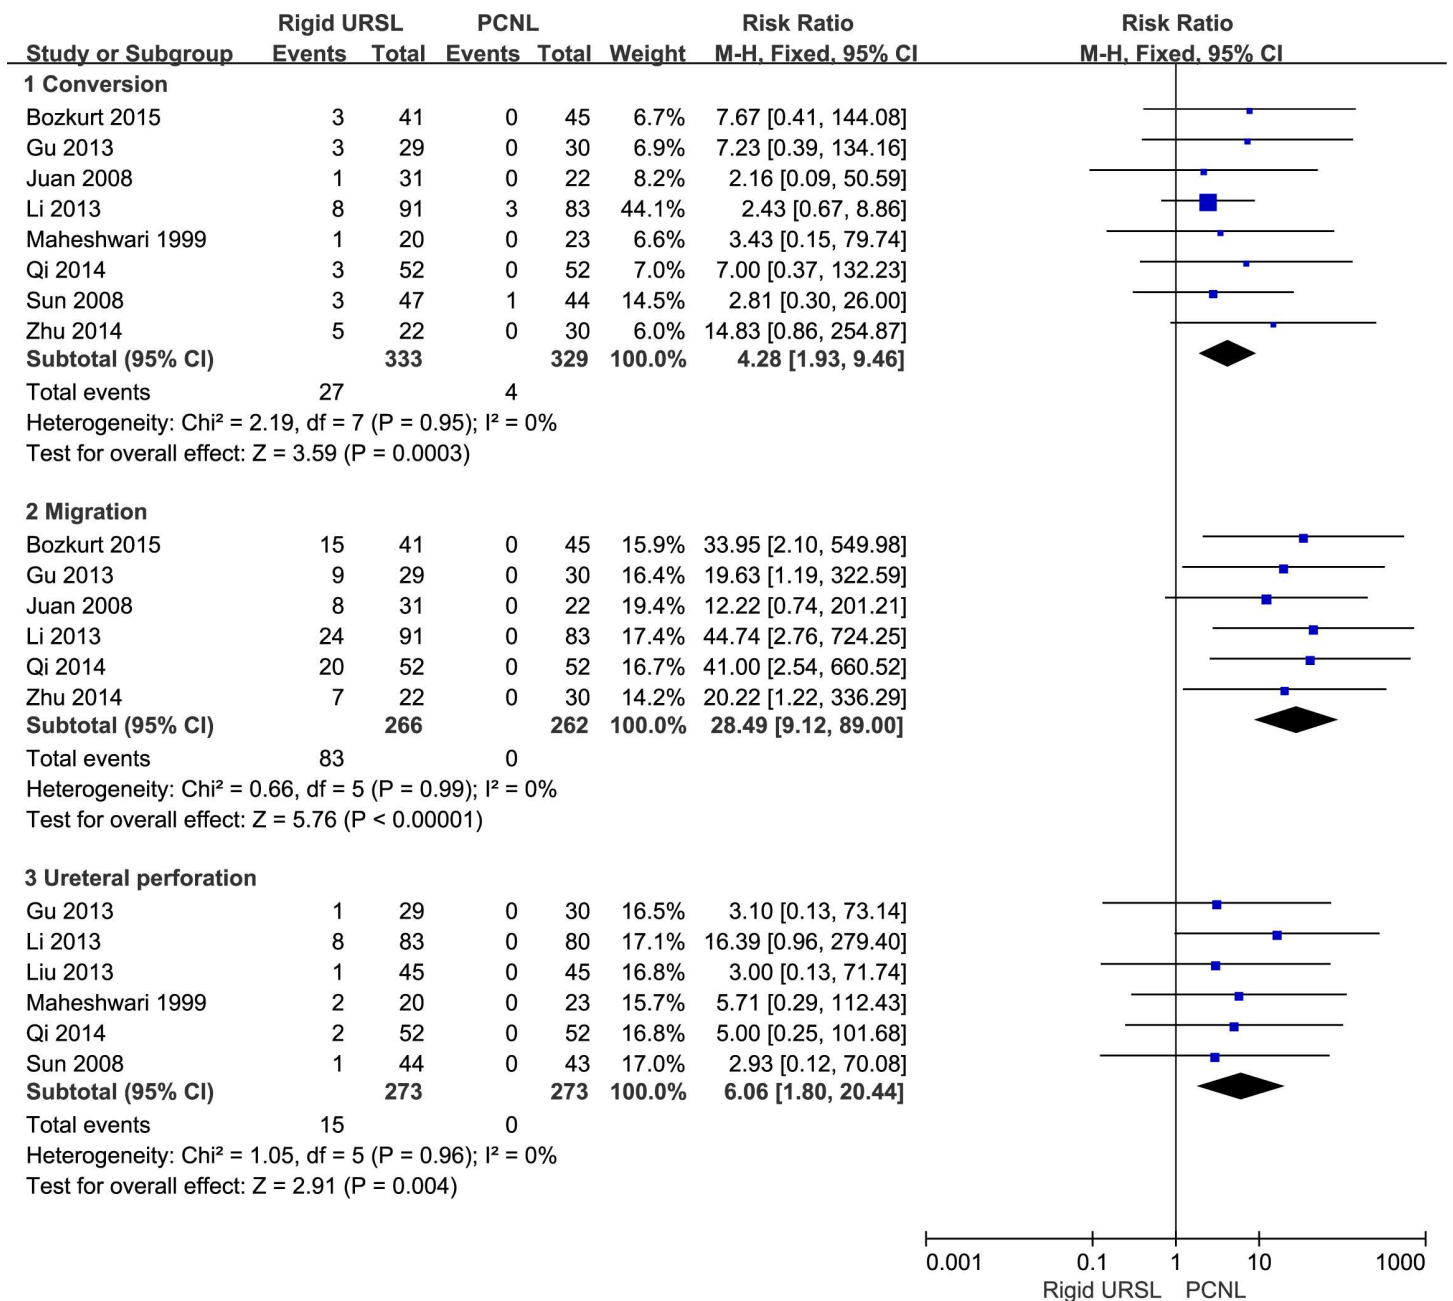 Rigid URSL PCNL Risk Ratio Risk Ratio
Study or Subgroup Events Total Events Total Weight M-H, Fixed, 95% CI M-H, Fixed, 95% CI
1 Conversion
Bozkurt 2015 3 41 0 45 6.7% 7.67 [0.41, 144.08]
Gu 2013 3 29 0 30 6.9% 7.23 [0.39, 134.16]
Juan 2008 1 31 0 22 8.2% 2.16 [0.09, 50.59]
Li 2013 8 91 3 83 44.1% 2.43 [0.67, 8.86]
Maheshwari 1999 1 20 0 23 6.6% 3.43 [0.15, 79.74]
Qi 2014 3 52 0 52 7.0% 7.00 [0.37, 132.23]
Sun 2008 3 47 1 44 14.5% 2.81 [0.30, 26.00]
Zhu 2014 5 22 0 30 6.0% 14.83 [0.86, 254.87]
Subtotal (95% CI) 333 329 100.0% 4.28 [1.93, 9.46]
Total events 27 4
Heterogeneity: Chi² = 2.19, df = 7 (P = 0.95); I² = 0%
Test for overall effect: Z = 3.59 (P = 0.0003)
2 Migration
Bozkurt 2015 15 41 0 45 15.9% 33.95 [2.10, 549.98]
Gu 2013 9 29 0 30 16.4% 19.63 [1.19, 322.59]
Juan 2008 8 31 0 22 19.4% 12.22 [0.74, 201.21]
Li 2013 24 91 0 83 17.4% 44.74 [2.76, 724.25]
Qi 2014 20 52 0 52 16.7% 41.00 [2.54, 660.52]
Zhu 2014 7 22 0 30 14.2% 20.22 [1.22, 336.29]
Subtotal (95% CI) 266 262 100.0% 28.49 [9.12, 89.00]
Total events 83 0
Heterogeneity: Chi² = 0.66, df = 5 (P = 0.99); I² = 0%
Test for overall effect: Z = 5.76 (P < 0.00001)
3 Ureteral perforation
Gu 2013 1 29 0 30 16.5% 3.10 [0.13, 73.14]
Li 2013 8 83 0 80 17.1% 16.39 [0.96, 279.40]
Liu 2013 1 45 0 45 16.8% 3.00 [0.13, 71.74]
Maheshwari 1999 2 20 0 23 15.7% 5.71 [0.29, 112.43]
Qi 2014 2 52 0 52 16.8% 5.00 [0.25, 101.68]
Sun 2008 1 44 0 43 17.0% 2.93 [0.12, 70.08]
Subtotal (95% CI) 273 273 100.0% 6.06 [1.80, 20.44]
Total events 15 0
Heterogeneity: Chi² = 1.05, df = 5 (P = 0.96); I² = 0%
Test for overall effect: Z = 2.91 (P = 0.004)
0.001 0.1 1 10 1000
Rigid URSL PCNL